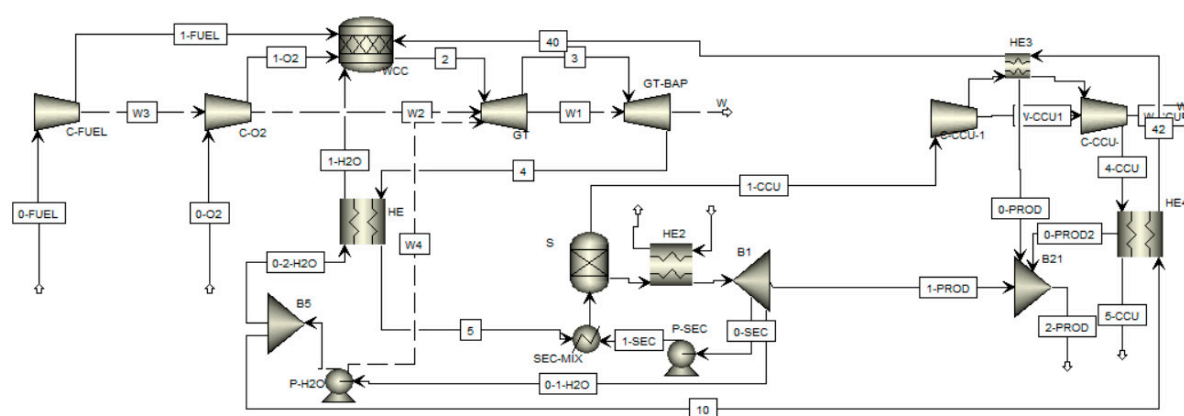 1-FUEL
40
HE3
1-O2
WCC
2
3
GT-BAP
W3
W2
W1
W
C-FUEL
C-O2
GT
C-CCU-1
W-CCU1
C-CCU-
42
1-H2O
4
1-CCU
4-CCU
0-FUEL
0-O2
HE
0-PROD
HE4
W4
S
HE2
0-PROD2
0-2-H2O
B1
B21
B5
1-PROD
5
0-SEC
5-CCU
1-SEC
P-SEC
SEC-MIX
2-PROD
P-H2O
0-1-H2O
10